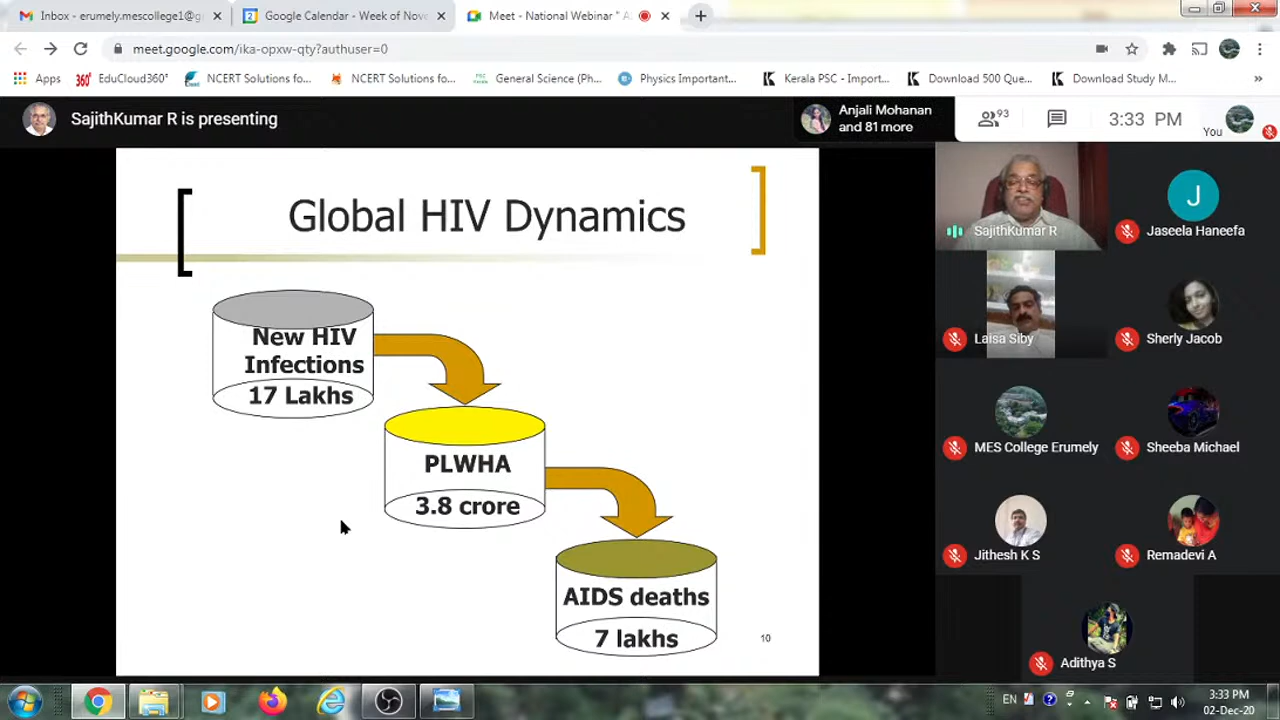 Inbox - erumely.mescollege1@g
Google Calendar - Week of Nove
Meet - National Webinar " A
meet.google.com/ika-opxw-qty?authuser=0
Apps
EduCloud360°
NCERT Solutions fo...
NCERT Solutions fo...
General Science (Ph...
Physics Important...
Kerala PSC - Import...
Download 500 Que...
Download Study M...
SajithKumar R is presenting
Anjali Mohanan
and 81 more
93
3:33 PM
You
Global HIV Dynamics
New HIV
Infections
17 Lakhs
PLWHA
3.8 crore
AIDS deaths
7 lakhs
10
SajithKumar R
J
Jaseela Haneefa
Laisa Siby
Sherly Jacob
MES College Erumely
Sheeba Michael
Jithesh K S
Remadevi A
Adithya S
EN
3:33 PM
02-Dec-20